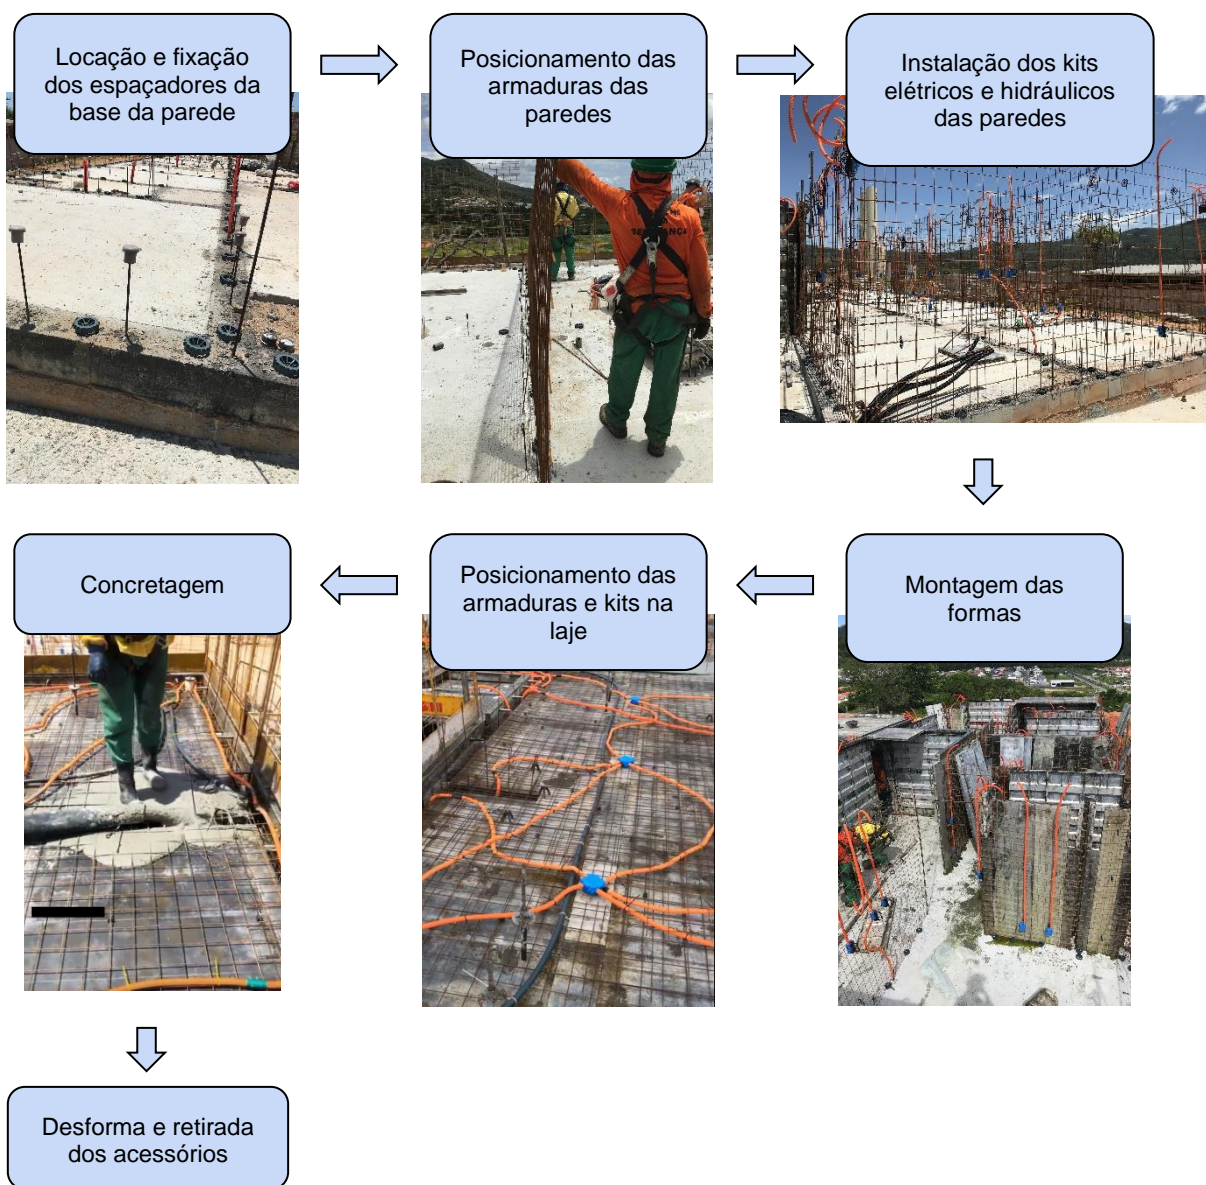 Locação e fixação
dos espaçadores da
base da parede
Posicionamento das
armaduras das
paredes
Instalação dos kits
elétricos e hidráulicos
das paredes
SEGURANÇA
Montagem das
formas
Posicionamento das
armaduras e kits na
laje
Concretagem
Desforma e retirada
dos acessórios